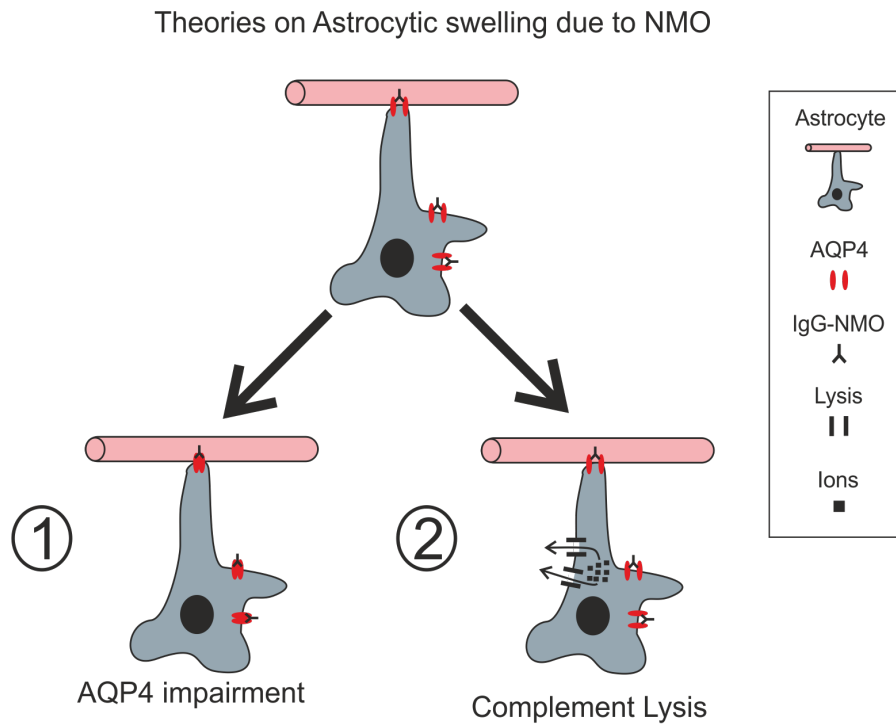 Theories on Astrocytic swelling due to NMO
Astrocyte
AQP4
IgG-NMO
Lysis
Ions
1
2
AQP4 impairment
Complement Lysis